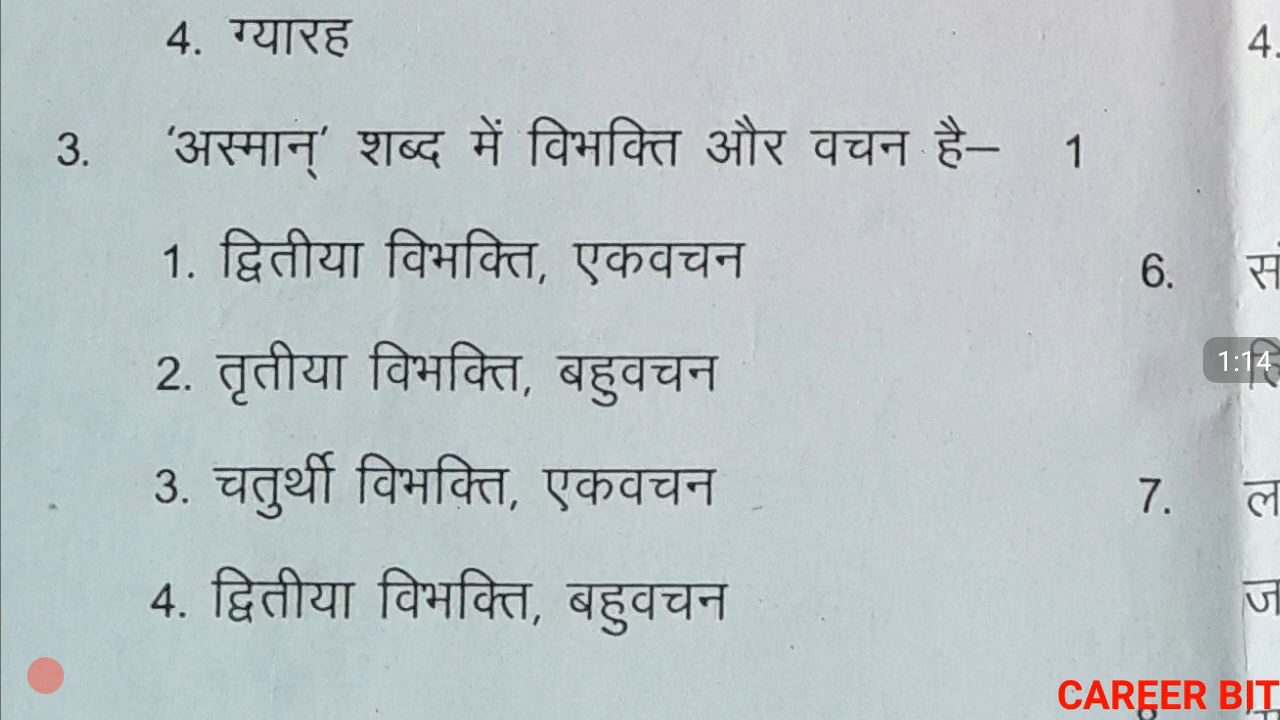 4. ग्यारह
4.
3. 'अस्मान्' शब्द में विभक्ति और वचन है– 1
1. द्वितीया विभक्ति, एकवचन
2. तृतीया विभक्ति, बहुवचन
3. चतुर्थी विभक्ति, एकवचन
4. द्वितीया विभक्ति, बहुवचन
6. सं
1:14
7. ल
ज
CAREER BIT